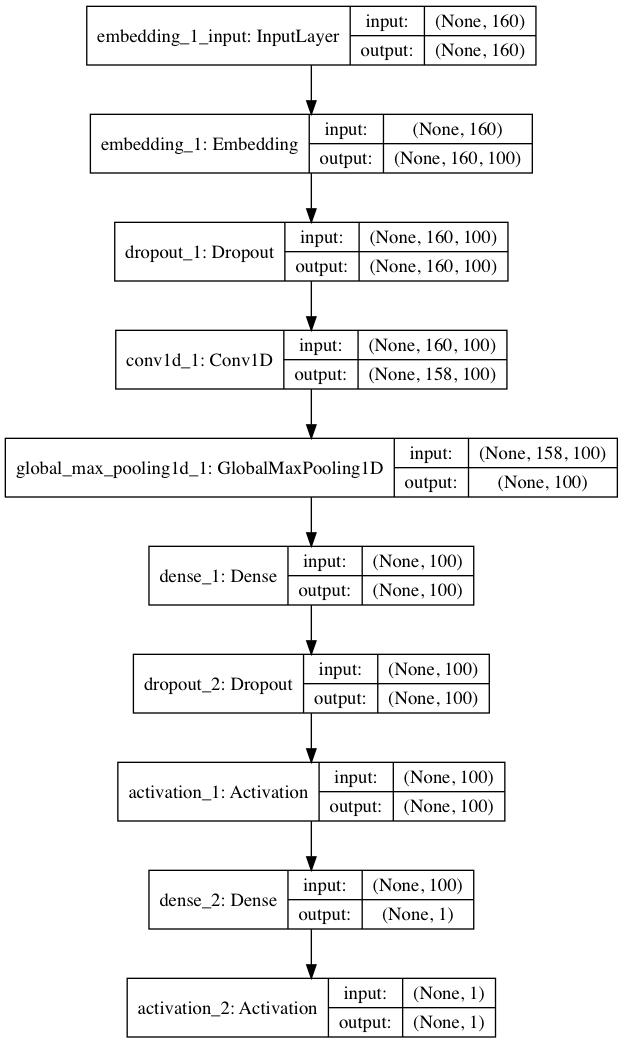 embedding_1_input: InputLayer
input: (None, 160)
output: (None, 160)
embedding_1: Embedding
input: (None, 160)
output: (None, 160, 100)
dropout_1: Dropout
input: (None, 160, 100)
output: (None, 160, 100)
conv1d_1: Conv1D
input: (None, 160, 100)
output: (None, 158, 100)
global_max_pooling1d_1: GlobalMaxPooling1D
input: (None, 158, 100)
output: (None, 100)
dense_1: Dense
input: (None, 100)
output: (None, 100)
dropout_2: Dropout
input: (None, 100)
output: (None, 100)
activation_1: Activation
input: (None, 100)
output: (None, 100)
dense_2: Dense
input: (None, 100)
output: (None, 1)
activation_2: Activation
input: (None, 1)
output: (None, 1)